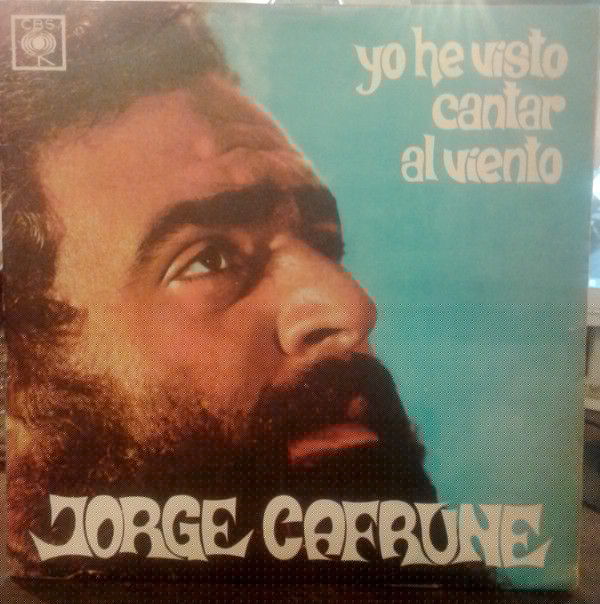 CBS
yo he visto
cantar
al viento
JORGE CAFRUNE